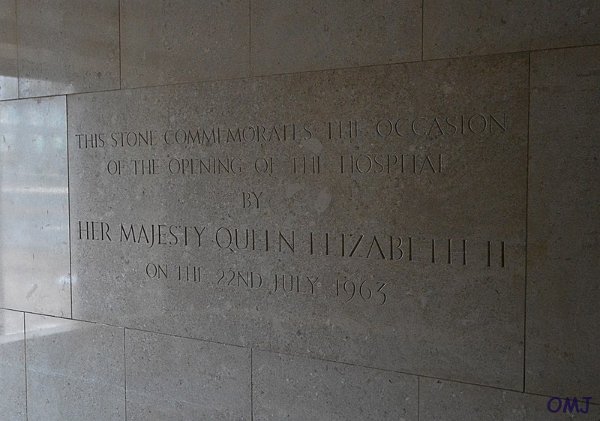 THIS STONE COMMEMORATES THE OCCASION
OF THE OPENING OF THE HOSPITAL
BY
HER MAJESTY QUEEN ELIZABETH II
ON THE 22ND JULY 1963
OMJ